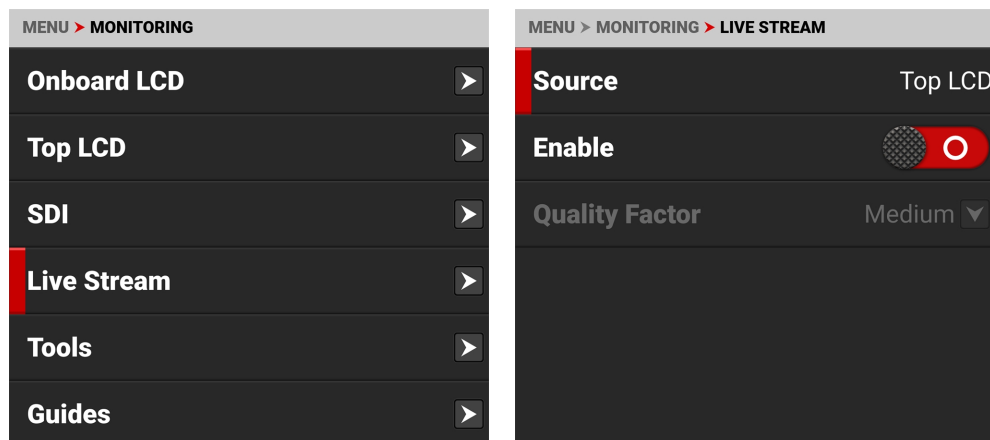 MENU MONITORING
Onboard LCD
Top LCD
SDI
Live Stream
Tools
Guides
MENU MONITORING LIVE STREAM
Source Top LCD
Enable
Quality Factor Medium